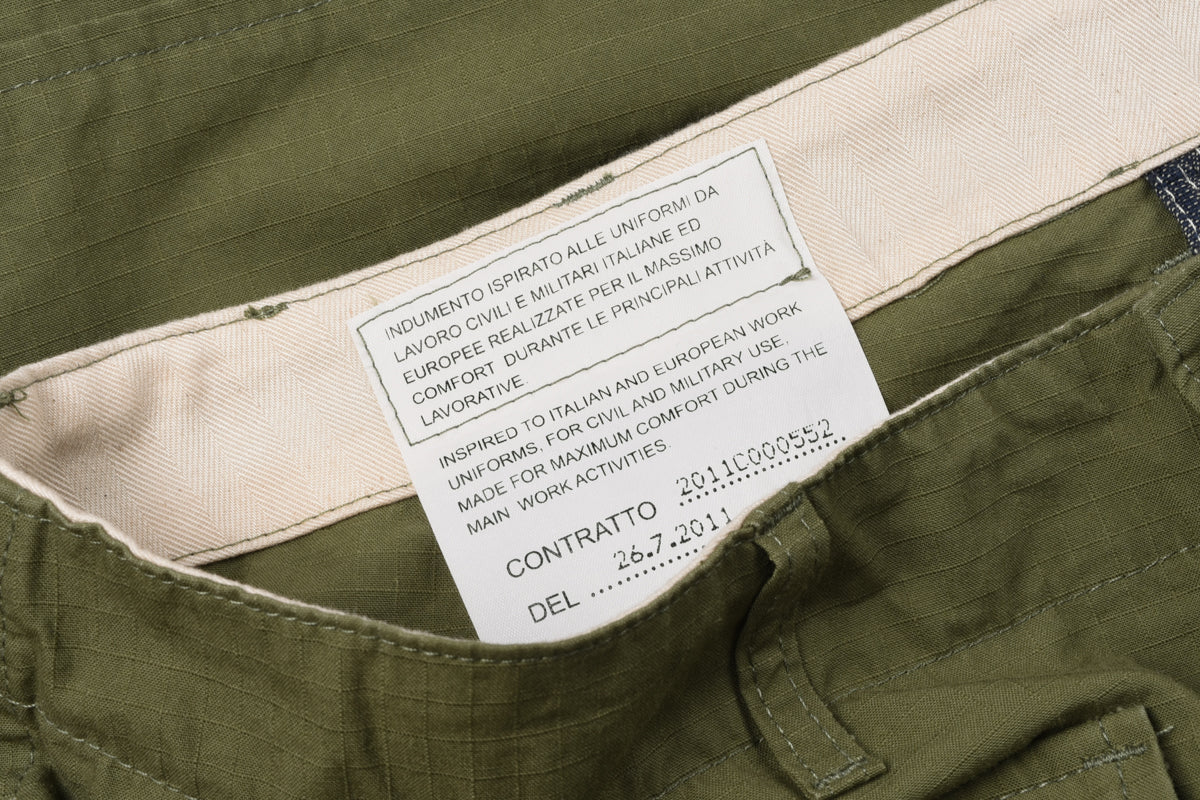 INDUMENTO ISPIRATO ALLE UNIFORMI DA
LAVORO CIVILI E MILITARI ITALIANE ED
EUROPEE REALIZZATE PER IL MASSIMO
COMFORT DURANTE LE PRINCIPALI ATTIVITÀ
LAVORATIVE.
INSPIRED TO ITALIAN AND EUROPEAN WORK
UNIFORMS, FOR CIVIL AND MILITARY USE,
MADE FOR MAXIMUM COMFORT DURING THE
MAIN WORK ACTIVITIES.
CONTRATTO 2011C000552
DEL 26.7.2011